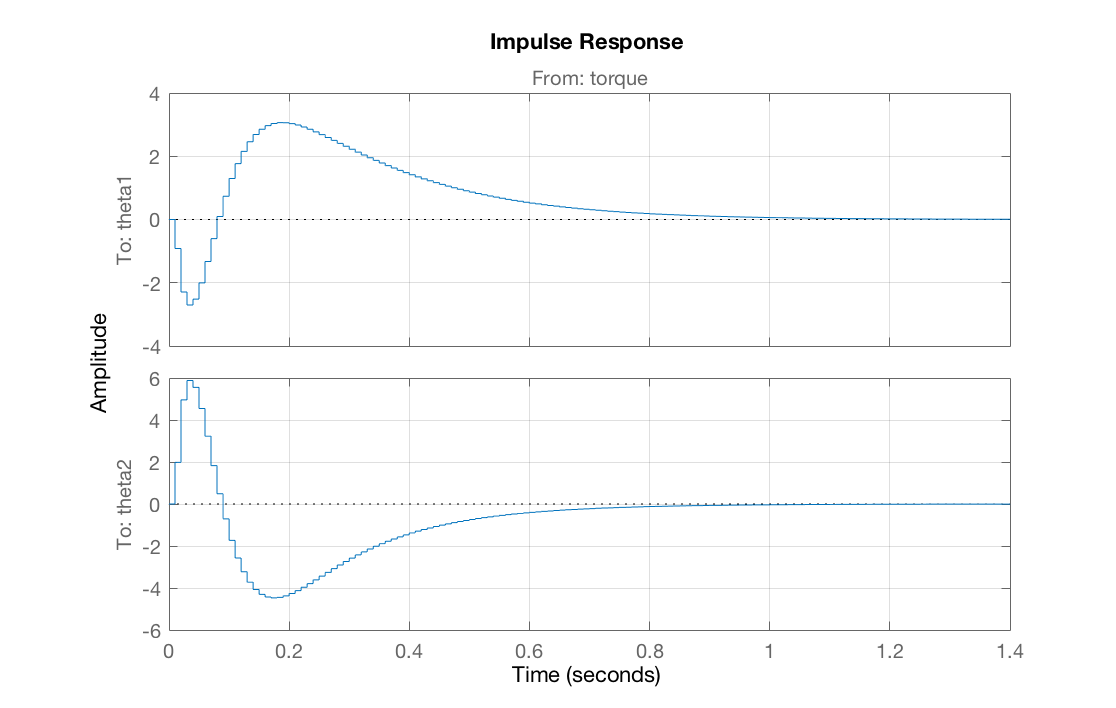 Impulse Response
From: torque
4
2
0
-2
-4
To: theta1
Amplitude
6
4
2
0
-2
-4
-6
To: theta2
0 0.2 0.4 0.6 0.8 1 1.2 1.4
Time (seconds)